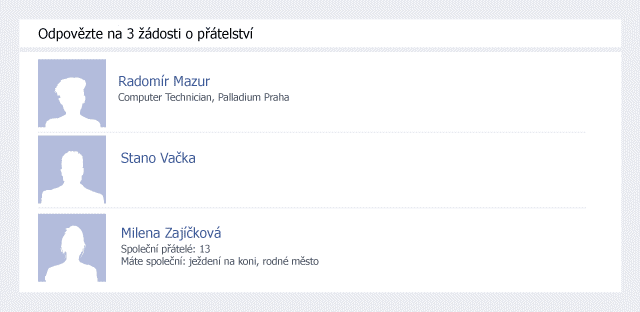 Odpovězte na 3 žádosti o přátelství
Radomír Mazur
Computer Technician, Palladium Praha
Stano Vačka
Milena Zajíčková
Společní přátelé: 13
Máte společní: ježdení na koni, rodné město